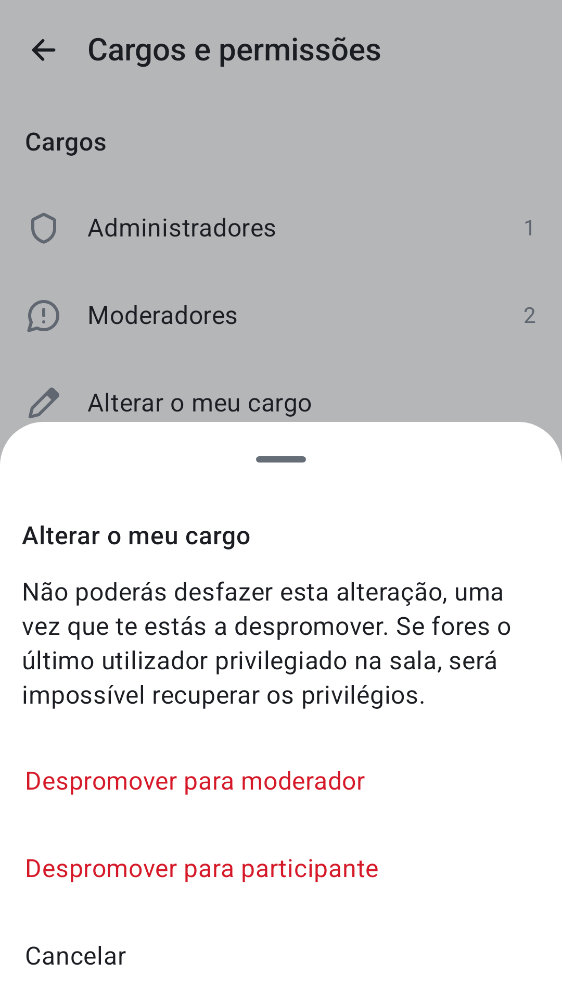 Cargos e permissões
Cargos
Administradores 1
Moderadores 2
Alterar o meu cargo
Alterar o meu cargo
Não poderás desfazer esta alteração, uma
vez que te estás a despromover. Se fores o
último utilizador privilegiado na sala, será
impossível recuperar os privilégios.
Despromover para moderador
Despromover para participante
Cancelar